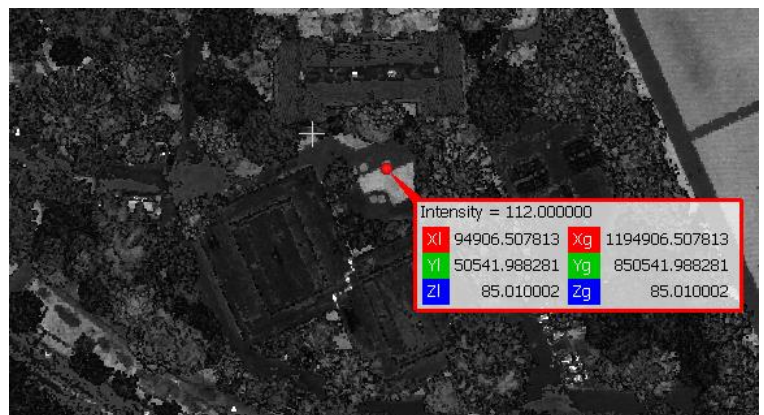 Intensity = 112.000000
Xl 94906.507813 Xg 1194906.507813
Yl 50541.988281 Yg 850541.988281
Zl 85.010002 Zg 85.010002